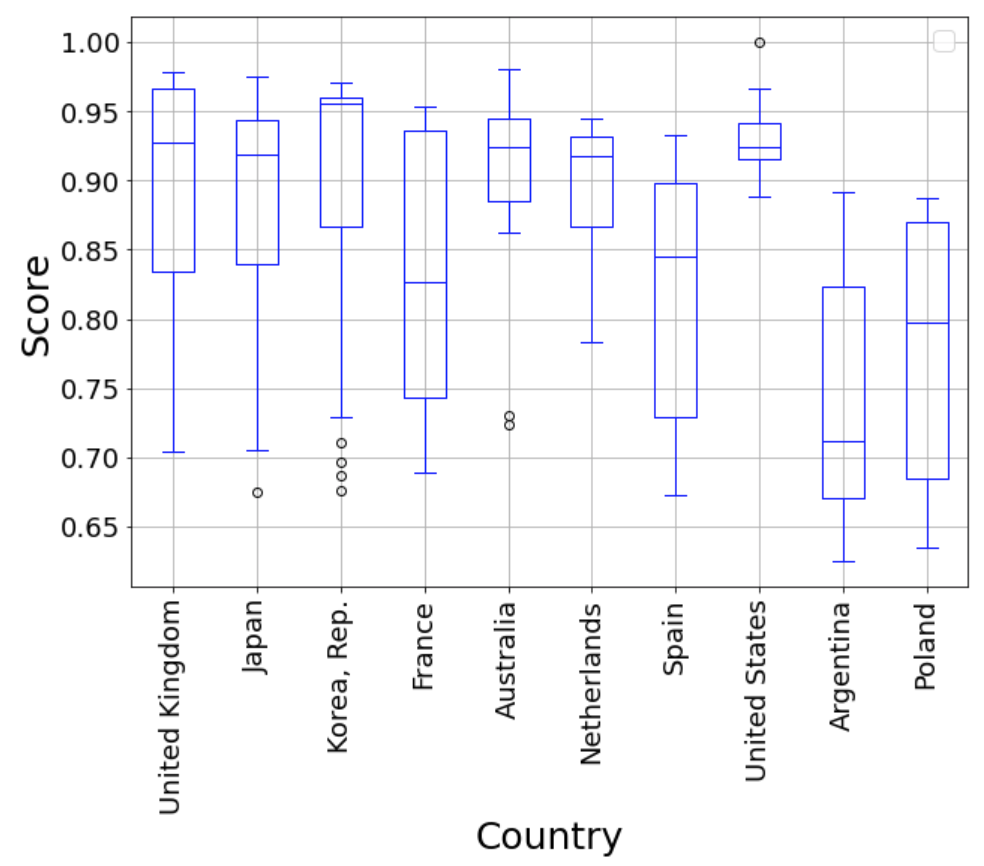 1.00
0.95
0.90
0.85
0.80
0.75
0.70
0.65
Score
United Kingdom
Japan
Korea, Rep.
France
Australia
Netherlands
Spain
United States
Argentina
Poland
Country